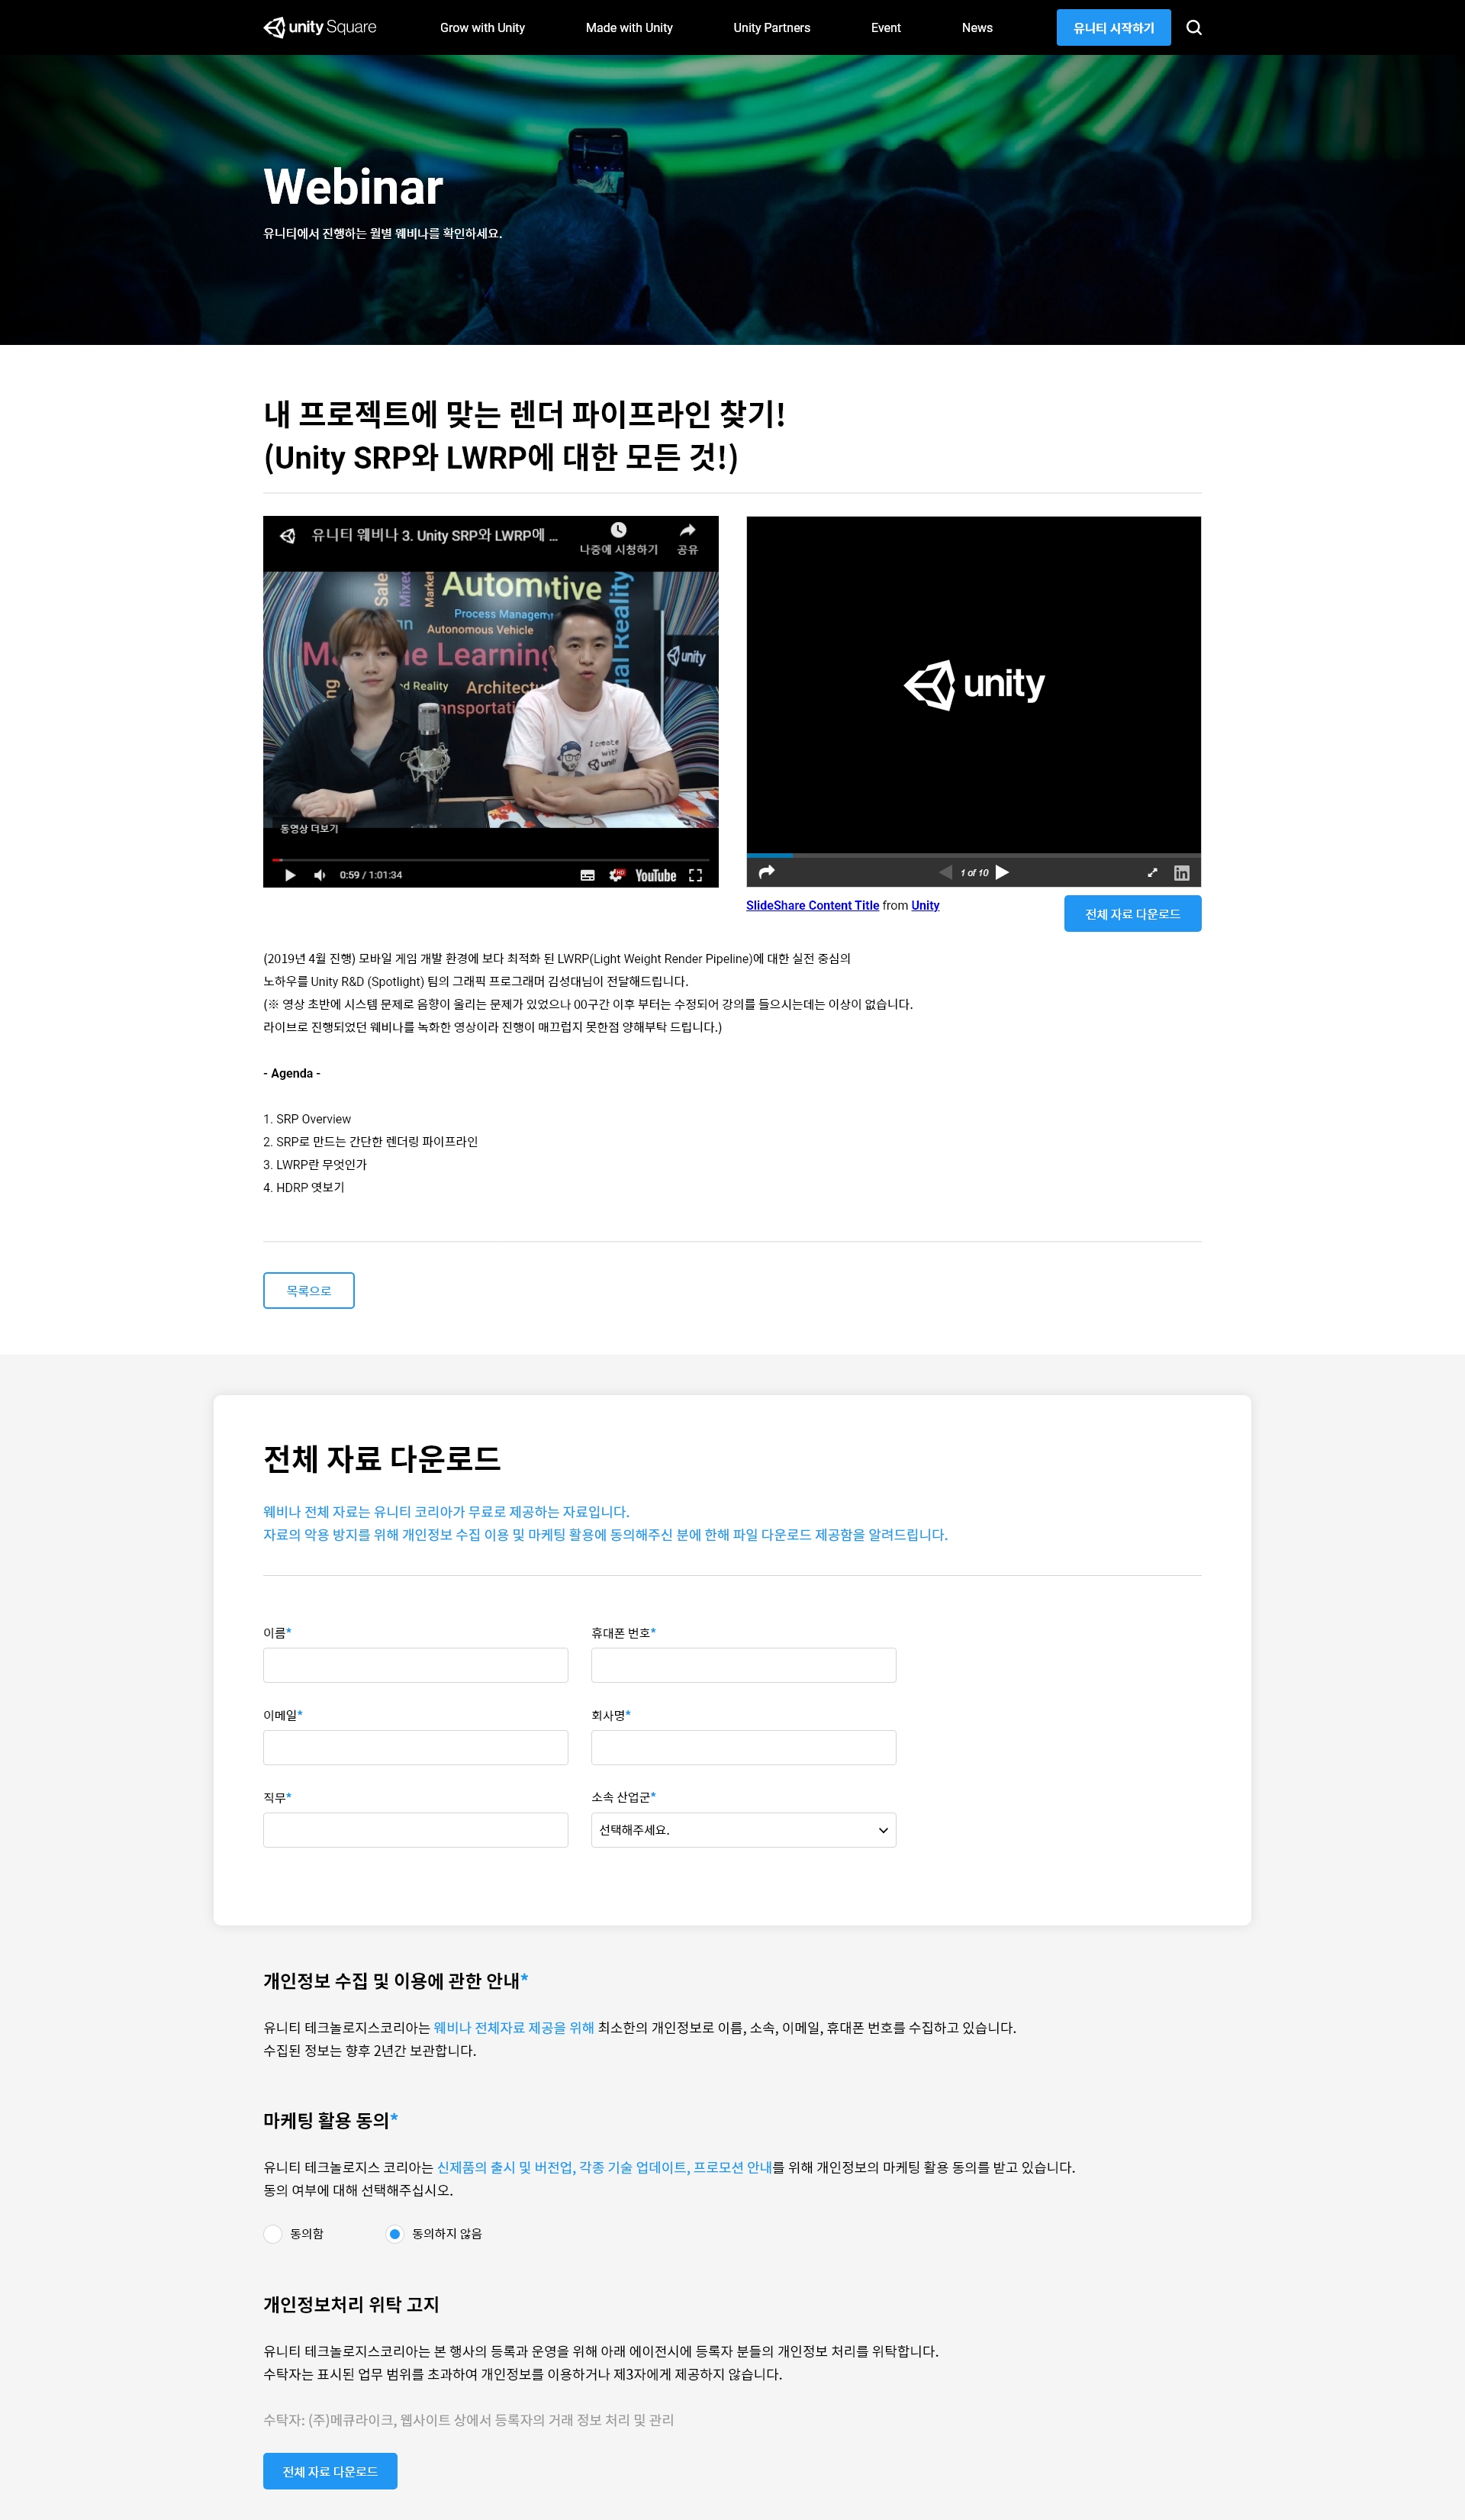 unity Square
Grow with Unity
Made with Unity
Unity Partners
Event
News
유니티 시작하기
Webinar
유니티에서 진행하는 월별 웨비나를 확인하세요.
내 프로젝트에 맞는 렌더 파이프라인 찾기!
(Unity SRP와 LWRP에 대한 모든 것!)
유니티 웨비나 3. Unity SRP와 LWRP에 ...
나중에 시청하기
공유
Automotive
Process Management
Autonomous Vehicle
Machine Learning
unity
I create
with
unity
동영상 더보기
0:59 / 1:01:34
HD
YouTube
unity
1 of 10
in
SlideShare Content Title from Unity
전체 자료 다운로드
(2019년 4월 진행) 모바일 게임 개발 환경에 보다 최적화 된 LWRP(Light Weight Render Pipeline)에 대한 실전 중심의
노하우를 Unity R&D (Spotlight) 팀의 그래픽 프로그래머 김성대님이 전달해드립니다.
(※ 영상 초반에 시스템 문제로 음향이 울리는 문제가 있었으나 00구간 이후 부터는 수정되어 강의를 들으시는데는 이상이 없습니다.
라이브로 진행되었던 웨비나를 녹화한 영상이라 진행이 매끄럽지 못한점 양해부탁 드립니다.)
- Agenda -
1. SRP Overview
2. SRP로 만드는 간단한 렌더링 파이프라인
3. LWRP란 무엇인가
4. HDRP 엿보기
목록으로
전체 자료 다운로드
웨비나 전체 자료는 유니티 코리아가 무료로 제공하는 자료입니다.
자료의 악용 방지를 위해 개인정보 수집 이용 및 마케팅 활용에 동의해주신 분에 한해 파일 다운로드 제공함을 알려드립니다.
이름*
휴대폰 번호*
이메일*
회사명*
직무*
소속 산업군*
선택해주세요.
개인정보 수집 및 이용에 관한 안내*
유니티 테크놀로지스코리아는 웨비나 전체자료 제공을 위해 최소한의 개인정보로 이름, 소속, 이메일, 휴대폰 번호를 수집하고 있습니다.
수집된 정보는 향후 2년간 보관합니다.
마케팅 활용 동의*
유니티 테크놀로지스 코리아는 신제품의 출시 및 버전업, 각종 기술 업데이트, 프로모션 안내를 위해 개인정보의 마케팅 활용 동의를 받고 있습니다.
동의 여부에 대해 선택해주십시오.
동의함
동의하지 않음
개인정보처리 위탁 고지
유니티 테크놀로지스코리아는 본 행사의 등록과 운영을 위해 아래 에이전시에 등록자 분들의 개인정보 처리를 위탁합니다.
수탁자는 표시된 업무 범위를 초과하여 개인정보를 이용하거나 제3자에게 제공하지 않습니다.
수탁자: (주)메큐라이크, 웹사이트 상에서 등록자의 거래 정보 처리 및 관리
전체 자료 다운로드